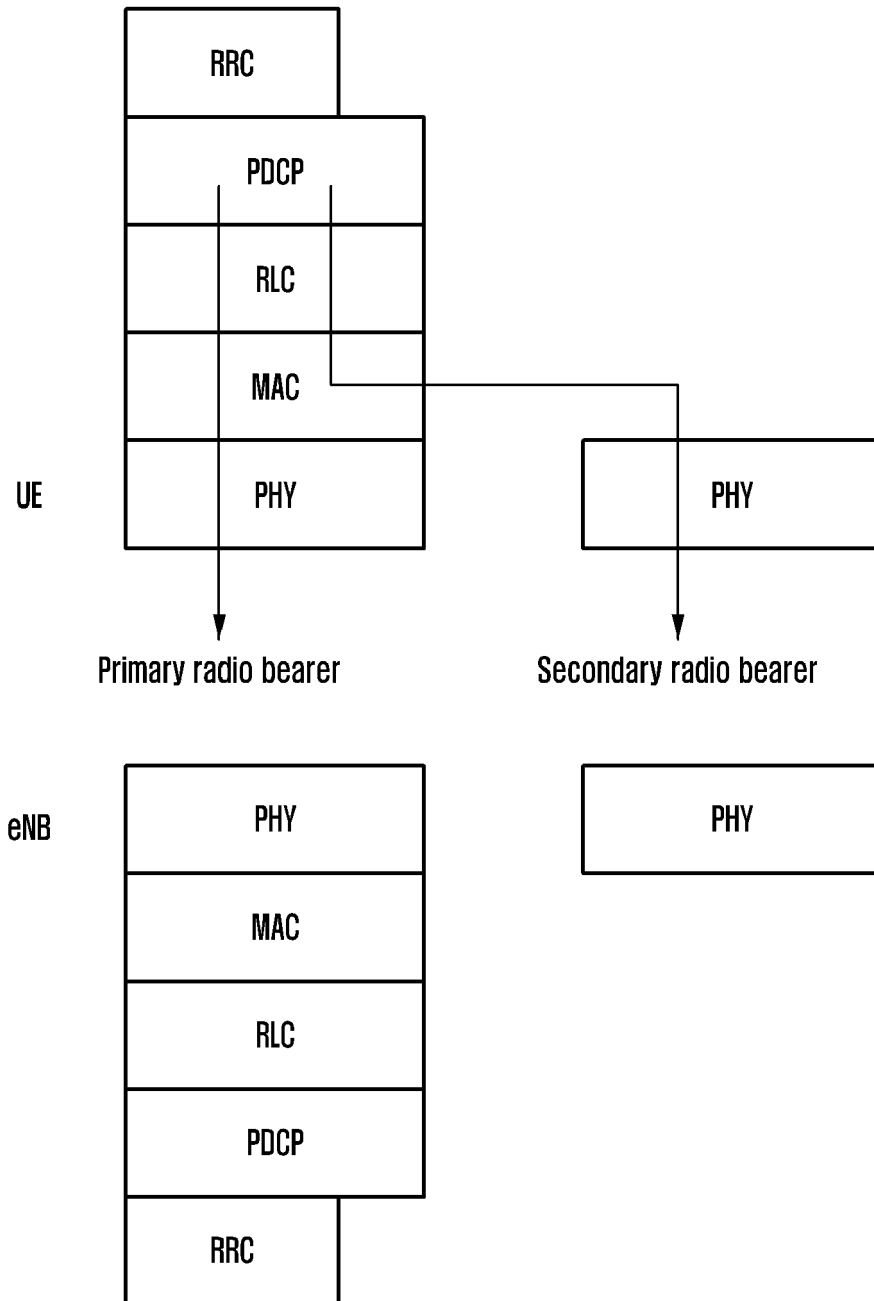 RRC
PDCP
RLC
MAC
UE
PHY
PHY
Primary radio bearer
Secondary radio bearer
eNB
PHY
PHY
MAC
RLC
PDCP
RRC